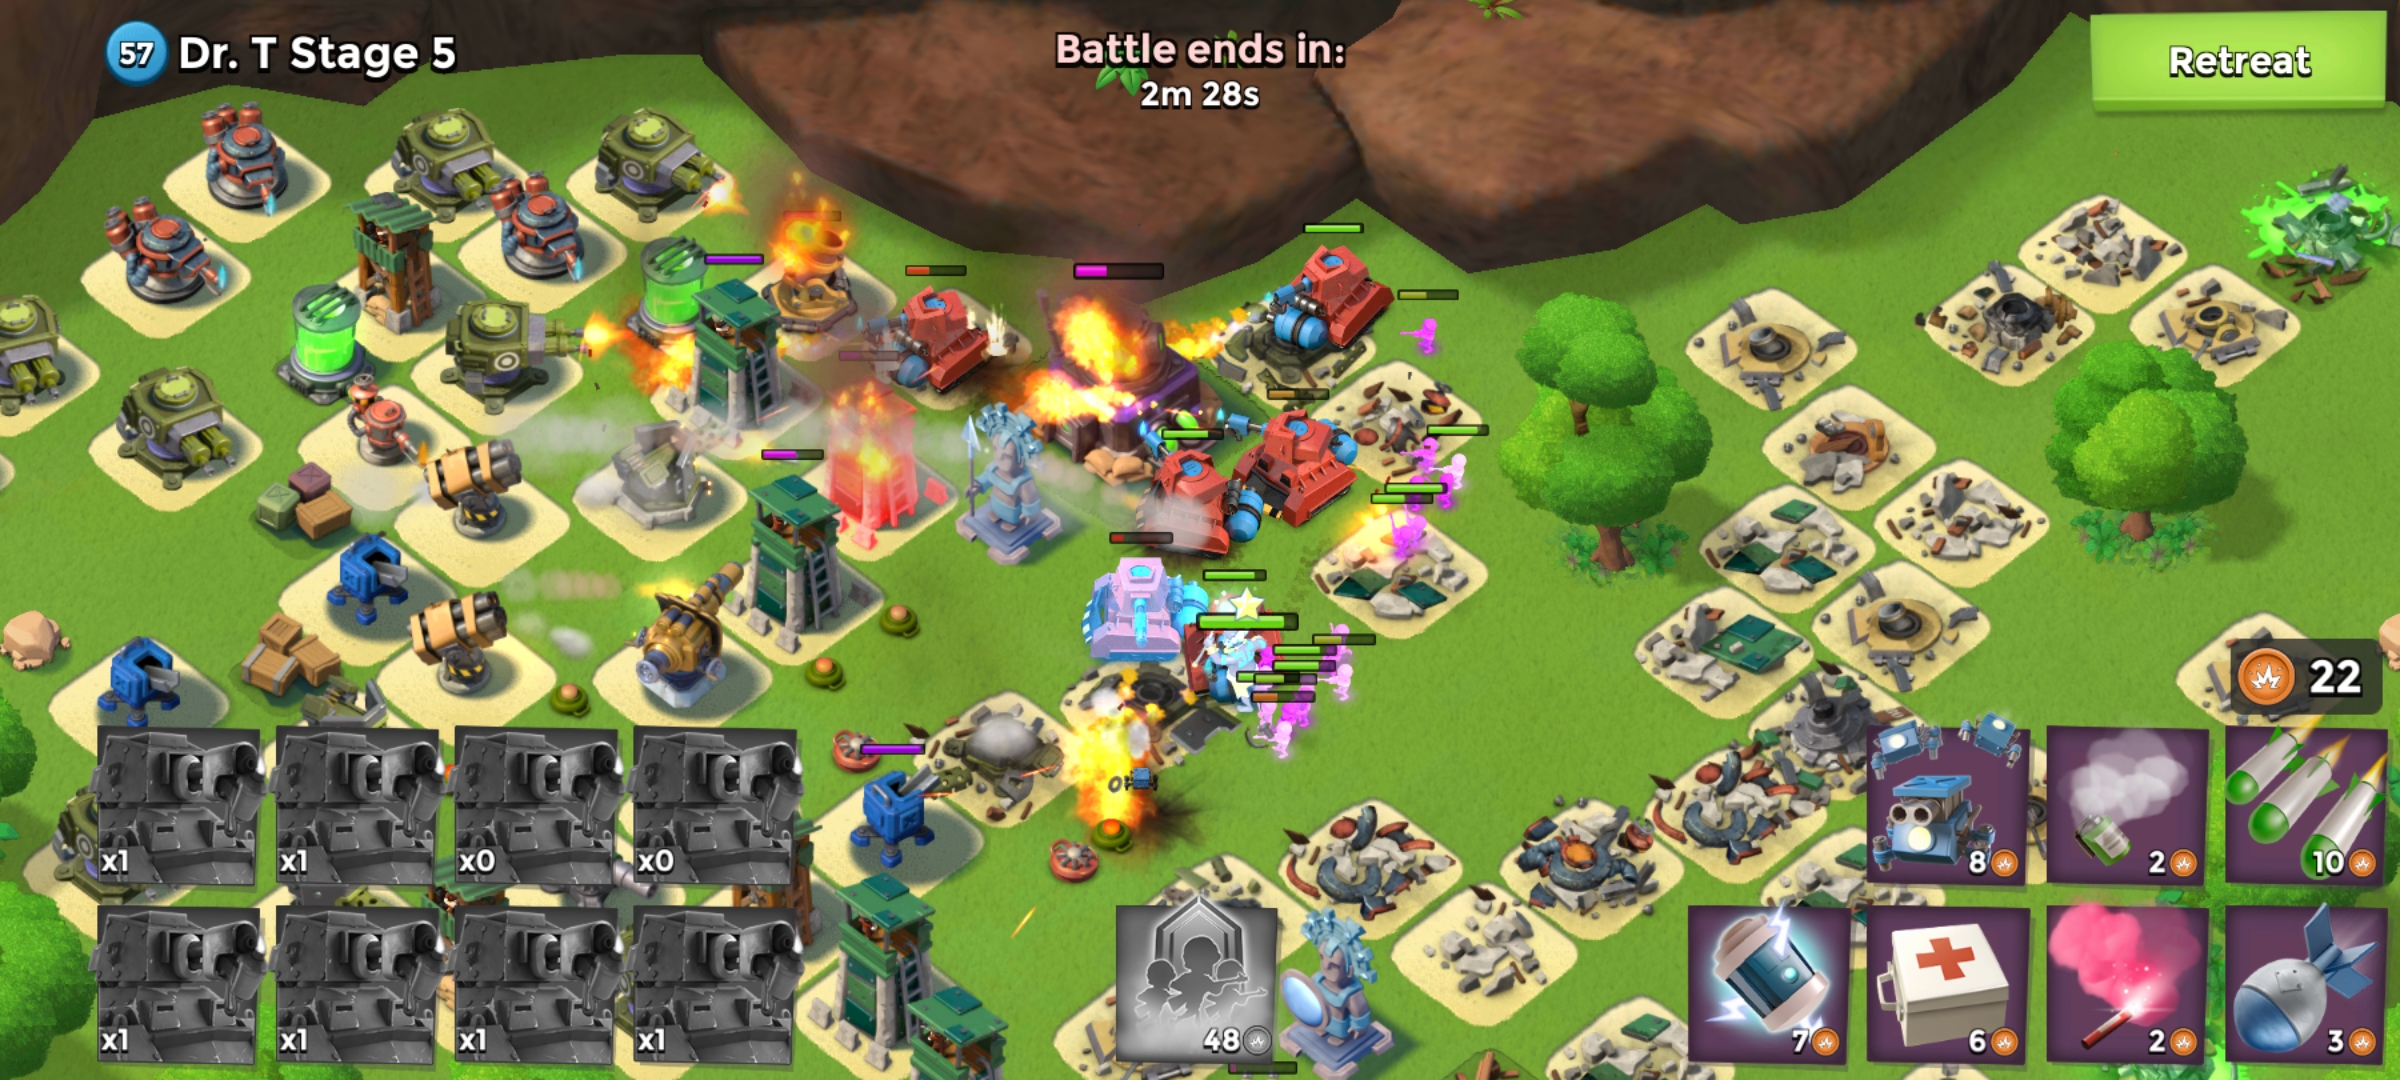 57 Dr. T Stage 5
Battle ends in:
2m 28s
Retreat
22
x1 x1 x0 x0
8 2 10
x1 x1 x1 x1
48
7 6 2 3